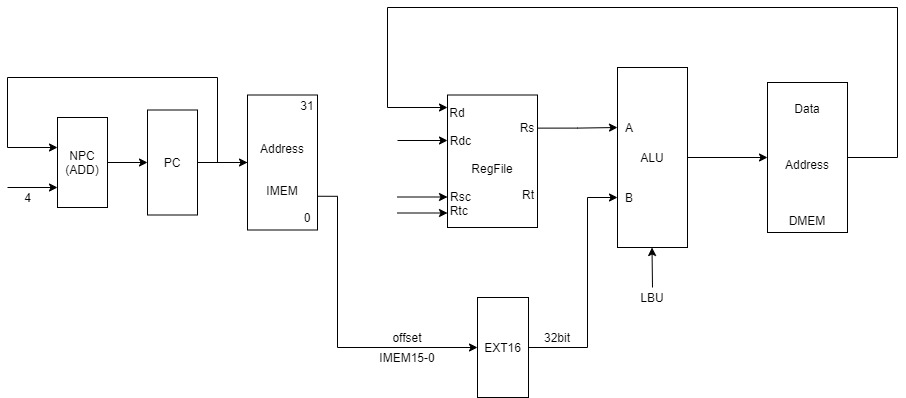 NPC
(ADD)
4
PC
31
Address
IMEM
0
offset
IMEM15-0
EXT16
32bit
Rd
Rdc
Rs
RegFile
Rsc
Rtc
Rt
A
ALU
B
LBU
Data
Address
DMEM